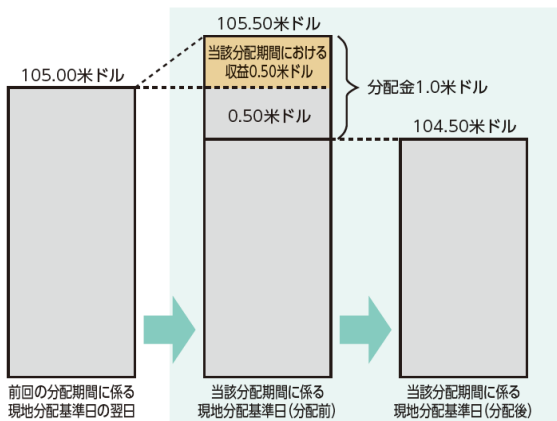 105.50米ドル
105.00米ドル
当該分配期間における
収益0.50米ドル
0.50米ドル
分配金1.0米ドル
104.50米ドル
前回の分配期間に係る
現地分配基準日の翌日
当該分配期間に係る
現地分配基準日(分配前)
当該分配期間に係る
現地分配基準日(分配後)